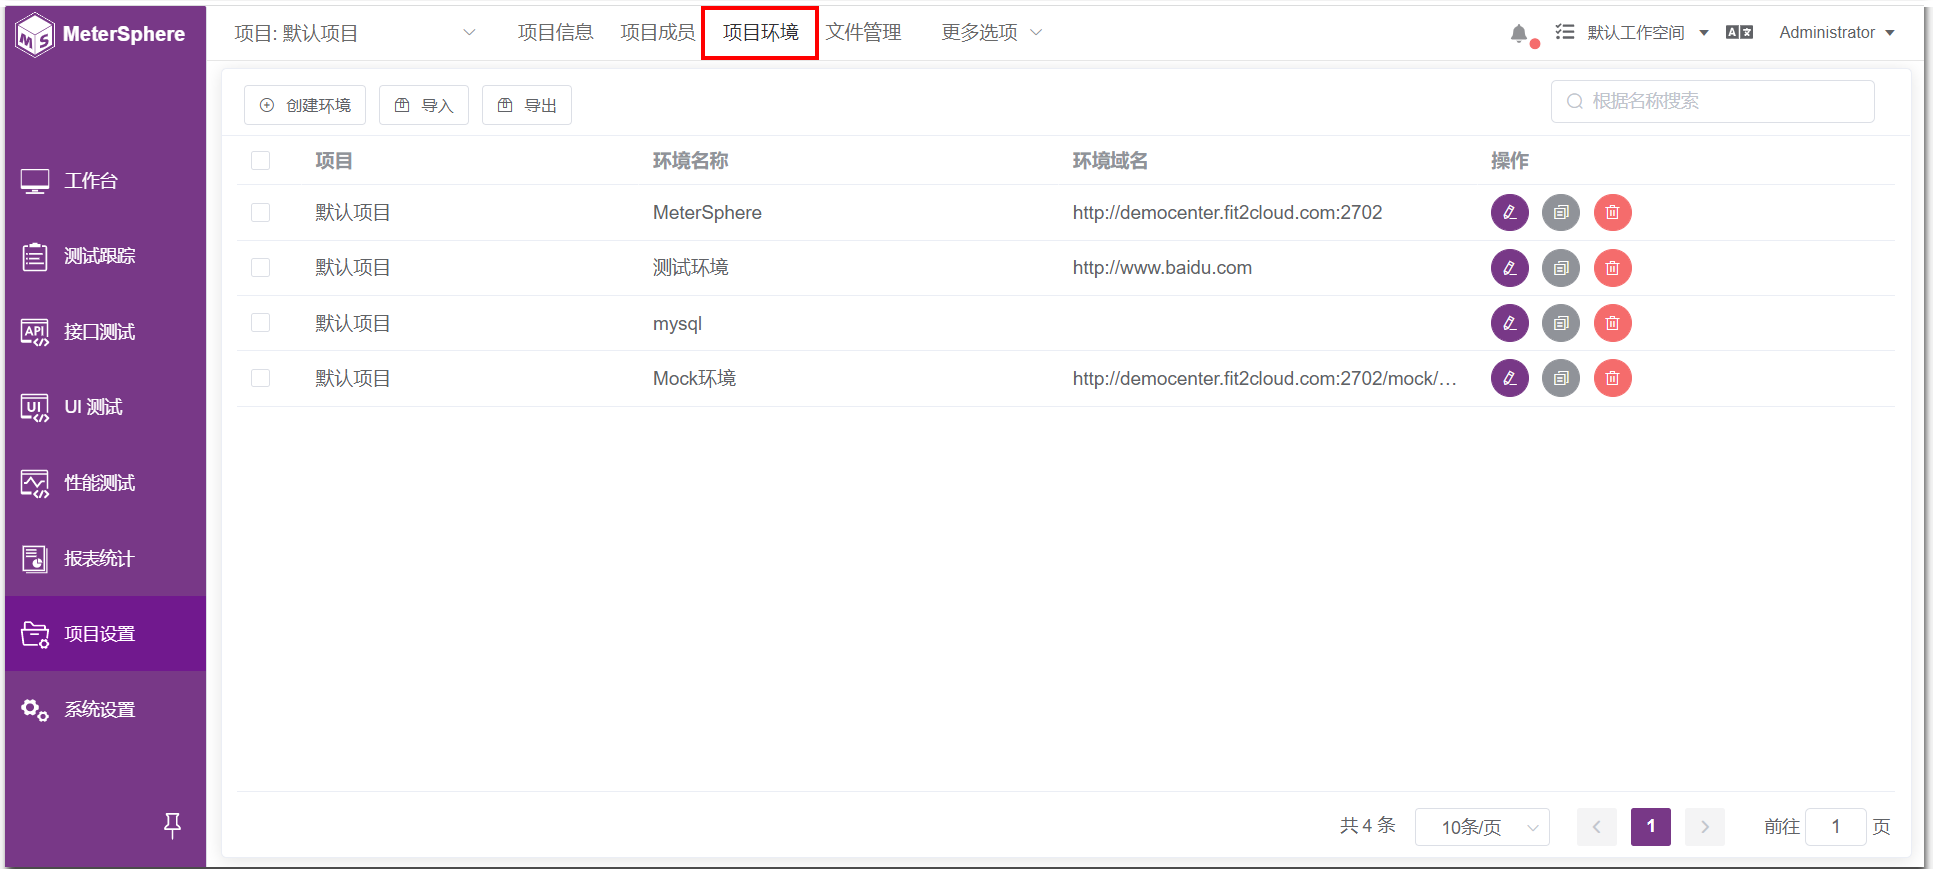 MeterSphere
项目: 默认项目
项目信息
项目成员
项目环境
文件管理
更多选项
默认工作空间
Administrator
工作台
测试跟踪
接口测试
UI 测试
性能测试
报表统计
项目设置
系统设置
创建环境
导入
导出
根据名称搜索
项目 环境名称 环境域名 操作
默认项目 MeterSphere http://democenter.fit2cloud.com:2702
默认项目 测试环境 http://www.baidu.com
默认项目 mysql
默认项目 Mock环境 http://democenter.fit2cloud.com:2702/mock/…
共 4 条
10条/页
1
前往 1 页